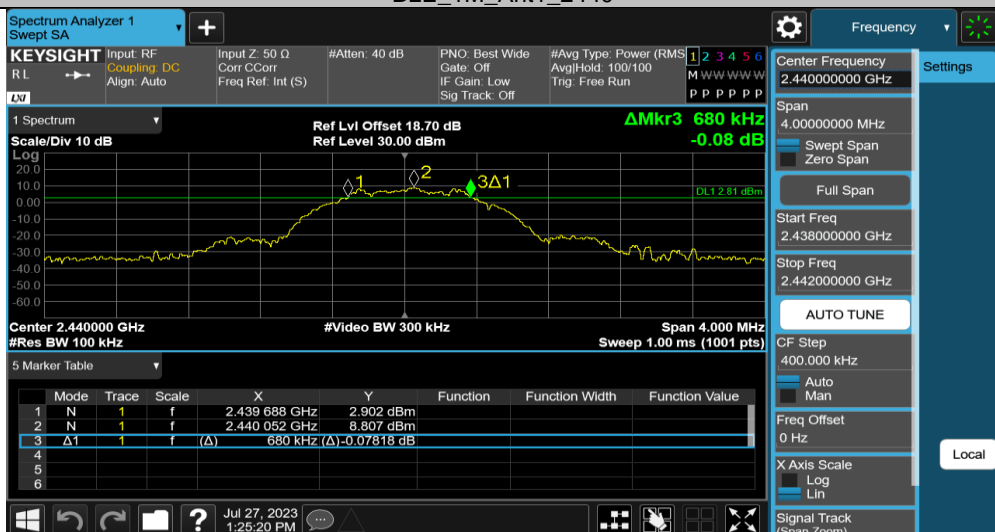 Spectrum Analyzer 1
Swept SA
+
Frequency
KEYSIGHT
R L
LXI
Input: RF
Coupling: DC
Align: Auto
Input Z: 50 Ω
Corr CCorr
Freq Ref: Int (S)
#Atten: 40 dB
PNO: Best Wide
Gate: Off
IF Gain: Low
Sig Track: Off
#Avg Type: Power (RMS
Avg|Hold: 100/100
Trig: Free Run
1 2 3 4 5 6
M W W W W W
P P P P P P
1 Spectrum
Scale/Div 10 dB
Ref Lvl Offset 18.70 dB
Ref Level 30.00 dBm
ΔMkr3 680 kHz
-0.08 dB
Log
20.0
10.0
0.00
-10.0
-20.0
-30.0
-40.0
-50.0
-60.0
1
2
3Δ1
DL1 2.81 dBm
Center 2.440000 GHz
#Video BW 300 kHz
Span 4.000 MHz
#Res BW 100 kHz
Sweep 1.00 ms (1001 pts)
5 Marker Table
Mode Trace Scale X Y Function Function Width Function Value
1 N 1 f 2.439 688 GHz 2.902 dBm
2 N 1 f 2.440 052 GHz 8.807 dBm
3 Δ1 1 f (Δ) 680 kHz (Δ) -0.07818 dB
4
5
6
?
Jul 27, 2023
1:25:20 PM
Center Frequency
2.440000000 GHz
Span
4.00000000 MHz
Swept Span
Zero Span
Full Span
Start Freq
2.438000000 GHz
Stop Freq
2.442000000 GHz
AUTO TUNE
CF Step
400.000 kHz
Auto
Man
Freq Offset
0 Hz
X Axis Scale
Log
Lin
Signal Track
(Span Zoom)
Settings
Local